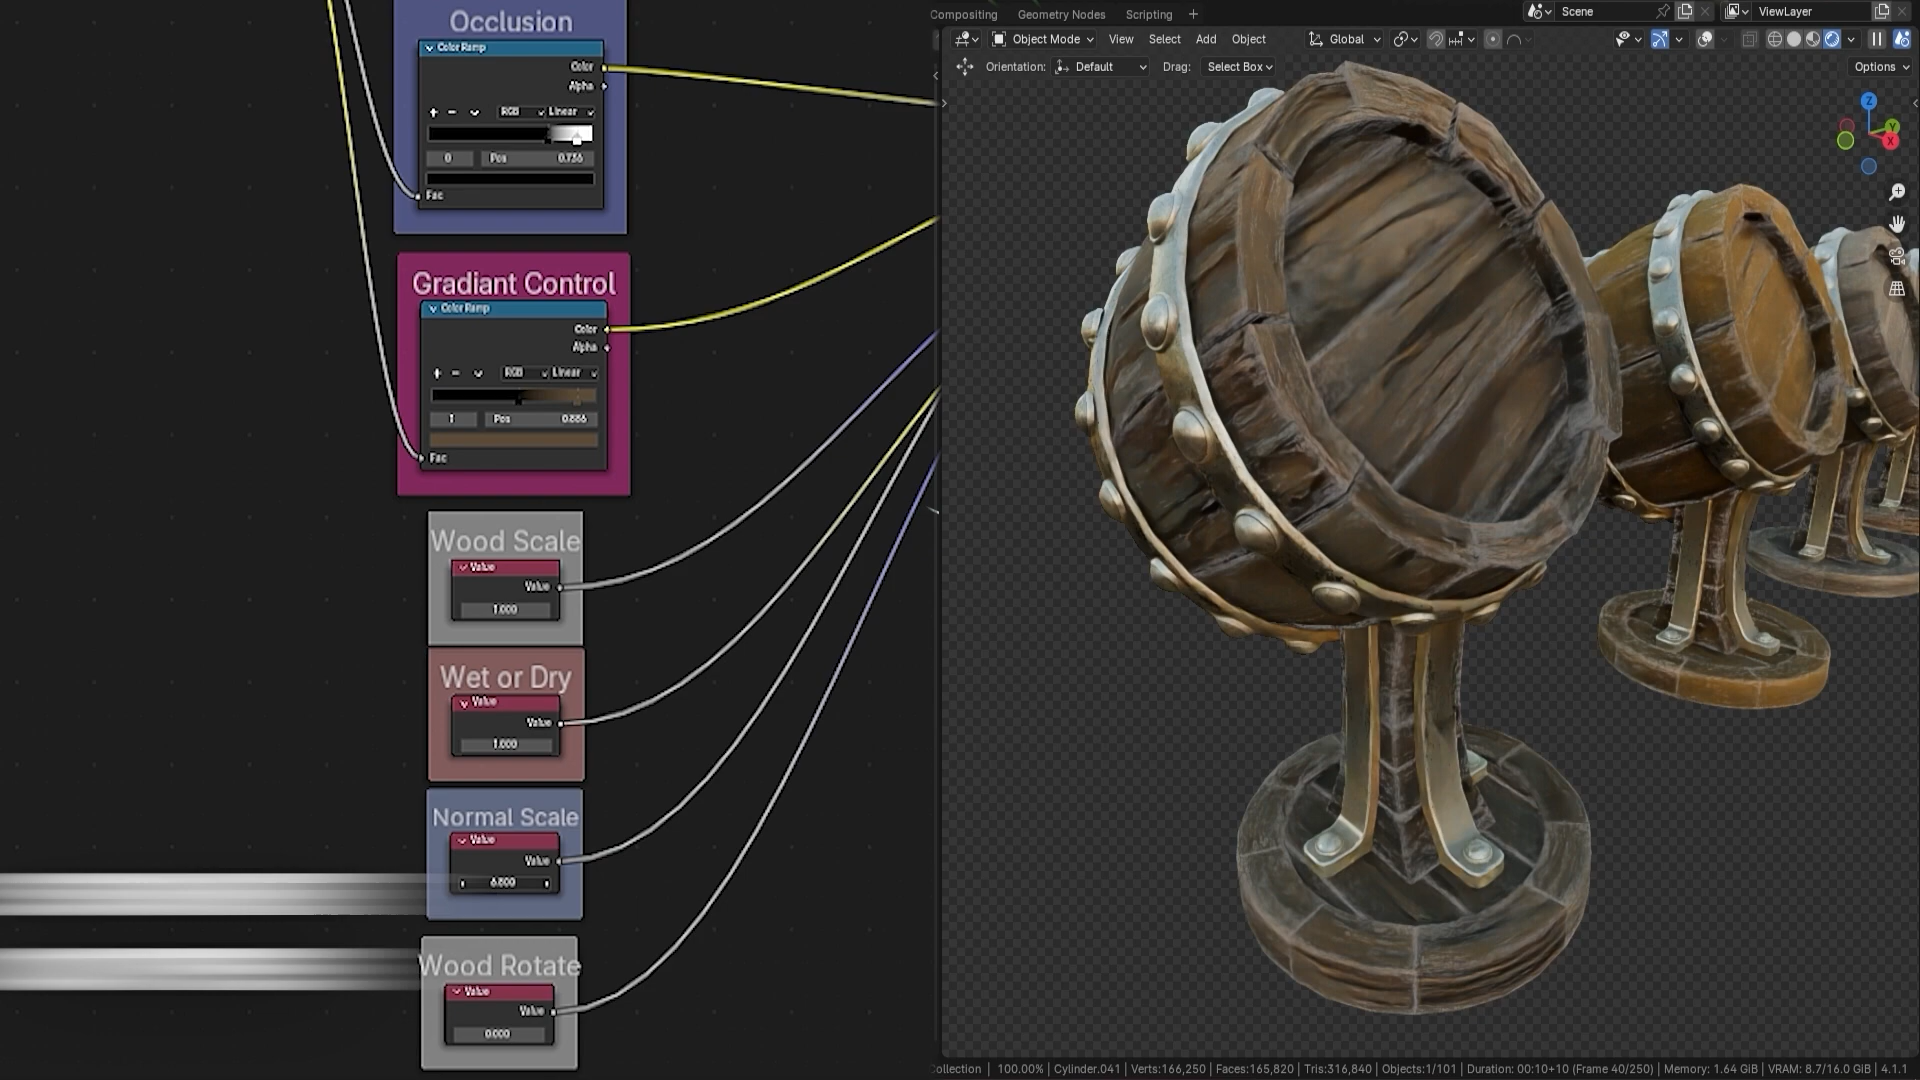 Occlusion
Color Ramp
Color
Alpha
+ − RGB Linear
0 Pos 0.736
Fac
Gradiant Control
Color Ramp
Color
Alpha
+ − RGB Linear
1 Pos 0.886
Fac
Wood Scale
Value
Value
1.000
Wet or Dry
Value
Value
1.000
Normal Scale
Value
Value
6.800
Wood Rotate
Value
Value
0.000
Compositing Geometry Nodes Scripting + Scene ViewLayer
Object Mode View Select Add Object Global
Orientation: Default Drag: Select Box Options
Z
Y
X
Collection | 100.00% | Cylinder.041 | Verts:166,250 | Faces:165,820 | Tris:316,840 | Objects:1/101 | Duration: 00:10+10 (Frame 40/250) | Memory: 1.64 GiB | VRAM: 8.7/16.0 GiB | 4.1.1